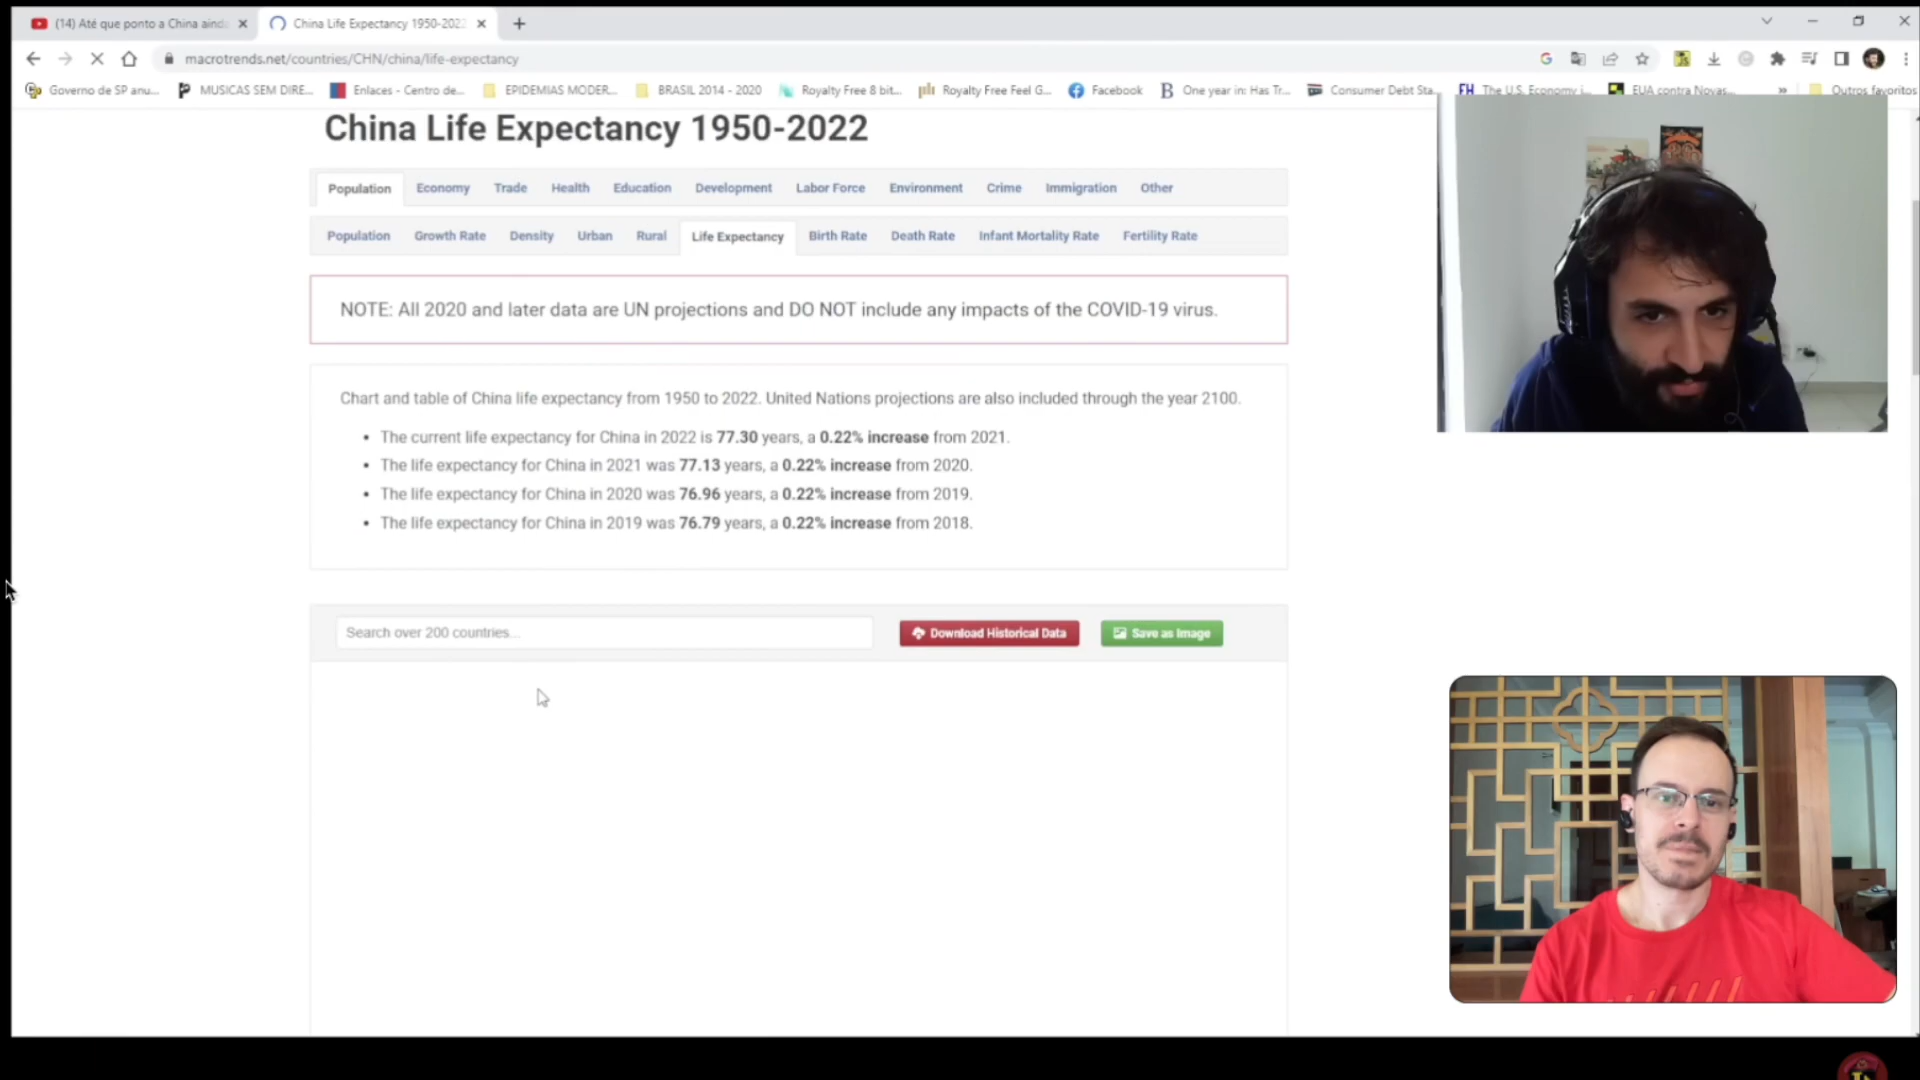 (14) Até que ponto a China ainda
China Life Expectancy 1950-2022
macrotrends.net/countries/CHN/china/life-expectancy
Governo de SP anu...
MUSICAS SEM DIRE...
Enlaces - Centro de...
EPIDEMIAS MODER...
BRASIL 2014 - 2020
Royalty Free 8 bit...
Royalty Free Feel G...
Facebook
One year in: Has Tr...
Consumer Debt Sta...
The U.S. Economy i...
EUA contra Novas...
Outros favoritos
China Life Expectancy 1950-2022
Population Economy Trade Health Education Development Labor Force Environment Crime Immigration Other
Population Growth Rate Density Urban Rural Life Expectancy Birth Rate Death Rate Infant Mortality Rate Fertility Rate
NOTE: All 2020 and later data are UN projections and DO NOT include any impacts of the COVID-19 virus.
Chart and table of China life expectancy from 1950 to 2022. United Nations projections are also included through the year 2100.
• The current life expectancy for China in 2022 is 77.30 years, a 0.22% increase from 2021.
• The life expectancy for China in 2021 was 77.13 years, a 0.22% increase from 2020.
• The life expectancy for China in 2020 was 76.96 years, a 0.22% increase from 2019.
• The life expectancy for China in 2019 was 76.79 years, a 0.22% increase from 2018.
Search over 200 countries...
Download Historical Data
Save as Image